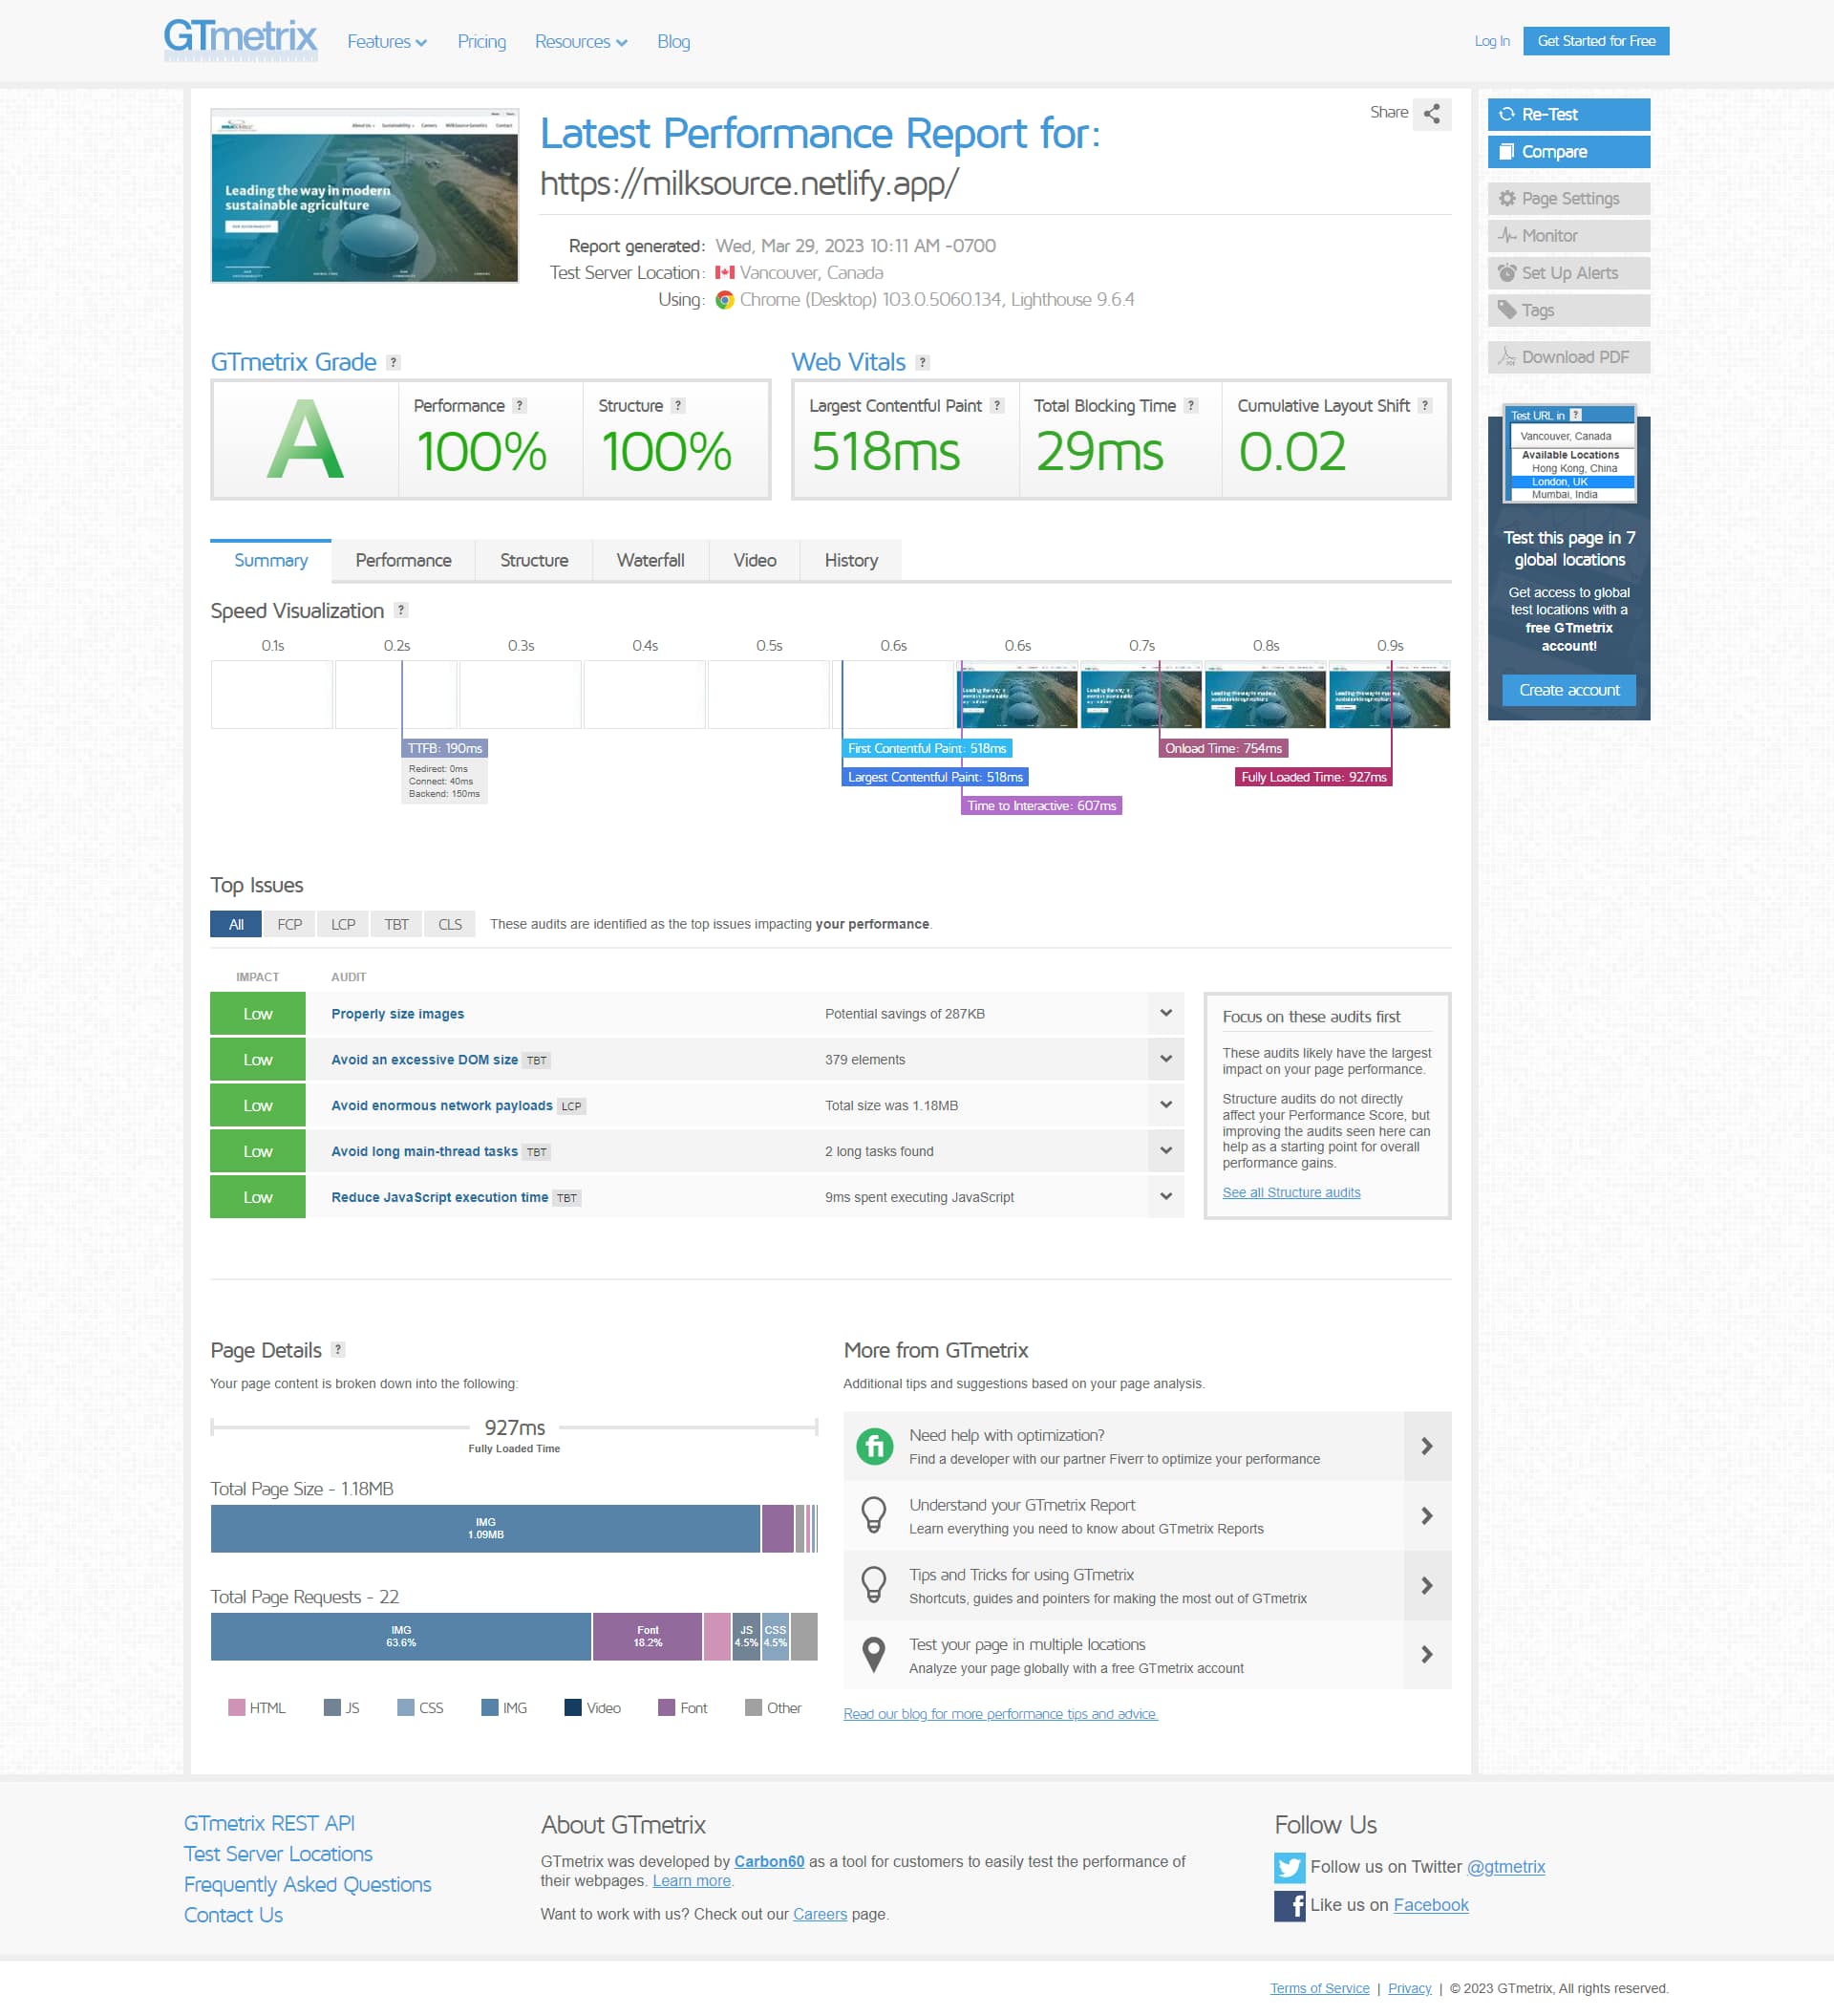 GTmetrix
Features
Pricing
Resources
Blog
Log In
Get Started for Free
About Us
Sustainability
Careers
MilkSource Genetics
Contact
Leading the way in modern
sustainable agriculture
OUR SUSTAINABILITY
Latest Performance Report for:
https://milksource.netlify.app/
Share
Report generated: Wed, Mar 29, 2023 10:11 AM -0700
Test Server Location: Vancouver, Canada
Using: Chrome (Desktop) 103.0.5060.134, Lighthouse 9.6.4
Re-Test
Compare
Page Settings
Monitor
Set Up Alerts
Tags
Download PDF
Test URL in ?
Vancouver, Canada
Available Locations
Hong Kong, China
London, UK
Mumbai, India
Test this page in 7
global locations
Get access to global
test locations with a
free GTmetrix
account!
Create account
GTmetrix Grade ?
A
Performance ?
100%
Structure ?
100%
Web Vitals ?
Largest Contentful Paint ?
518ms
Total Blocking Time ?
29ms
Cumulative Layout Shift ?
0.02
Summary
Performance
Structure
Waterfall
Video
History
Speed Visualization ?
0.1s
0.2s
0.3s
0.4s
0.5s
0.6s
0.6s
0.7s
0.8s
0.9s
TTFB: 190ms
Redirect: 0ms
Connect: 40ms
Backend: 150ms
First Contentful Paint: 518ms
Largest Contentful Paint: 518ms
Time to Interactive: 607ms
Onload Time: 754ms
Fully Loaded Time: 927ms
Top Issues
All
FCP
LCP
TBT
CLS
These audits are identified as the top issues impacting your performance.
IMPACT
AUDIT
Low
Properly size images
Potential savings of 287KB
Low
Avoid an excessive DOM size TBT
379 elements
Low
Avoid enormous network payloads LCP
Total size was 1.18MB
Low
Avoid long main-thread tasks TBT
2 long tasks found
Low
Reduce JavaScript execution time TBT
9ms spent executing JavaScript
Focus on these audits first
These audits likely have the largest
impact on your page performance.
Structure audits do not directly
affect your Performance Score, but
improving the audits seen here can
help as a starting point for overall
performance gains.
See all Structure audits
Page Details ?
Your page content is broken down into the following:
927ms
Fully Loaded Time
Total Page Size - 1.18MB
IMG
1.09MB
Total Page Requests - 22
IMG
63.6%
Font
18.2%
JS
4.5%
CSS
4.5%
HTML
JS
CSS
IMG
Video
Font
Other
More from GTmetrix
Additional tips and suggestions based on your page analysis.
fi
Need help with optimization?
Find a developer with our partner Fiverr to optimize your performance
Understand your GTmetrix Report
Learn everything you need to know about GTmetrix Reports
Tips and Tricks for using GTmetrix
Shortcuts, guides and pointers for making the most out of GTmetrix
Test your page in multiple locations
Analyze your page globally with a free GTmetrix account
Read our blog for more performance tips and advice.
GTmetrix REST API
Test Server Locations
Frequently Asked Questions
Contact Us
About GTmetrix
GTmetrix was developed by Carbon60 as a tool for customers to easily test the performance of
their webpages. Learn more.
Want to work with us? Check out our Careers page.
Follow Us
Follow us on Twitter @gtmetrix
Like us on Facebook
Terms of Service | Privacy | © 2023 GTmetrix, All rights reserved.